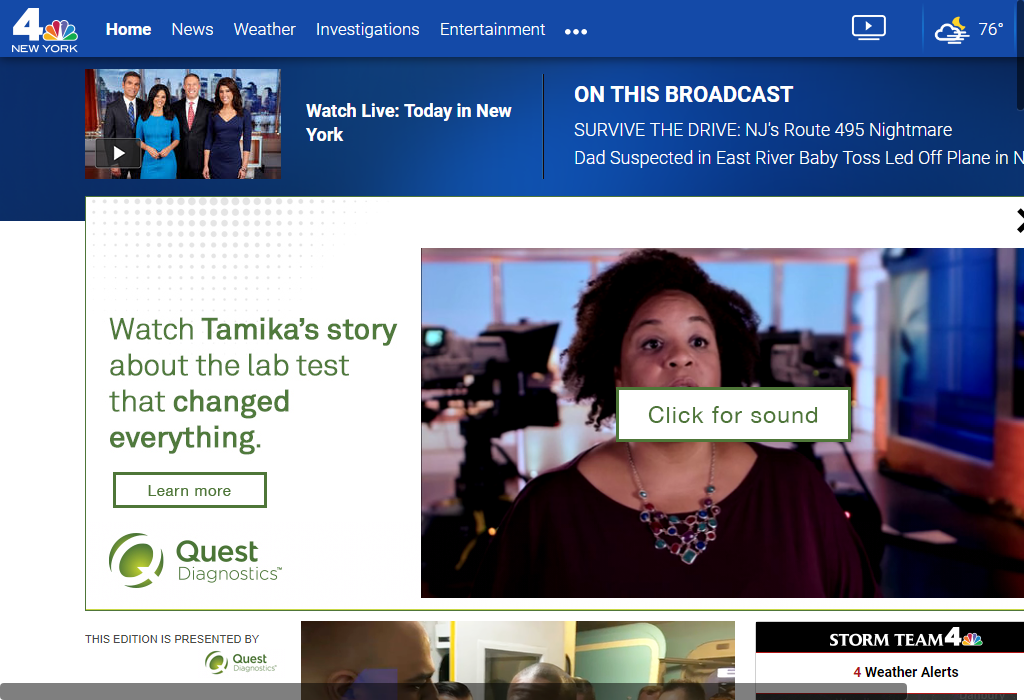 4
NEW YORK
Home News Weather Investigations Entertainment
76°
Watch Live: Today in New
York
ON THIS BROADCAST
SURVIVE THE DRIVE: NJ's Route 495 Nightmare
Dad Suspected in East River Baby Toss Led Off Plane in N
Watch Tamika's story
about the lab test
that changed
everything.
Learn more
Quest
Diagnostics™
Click for sound
THIS EDITION IS PRESENTED BY
Quest
Diagnostics™
STORM TEAM 4
4 Weather Alerts